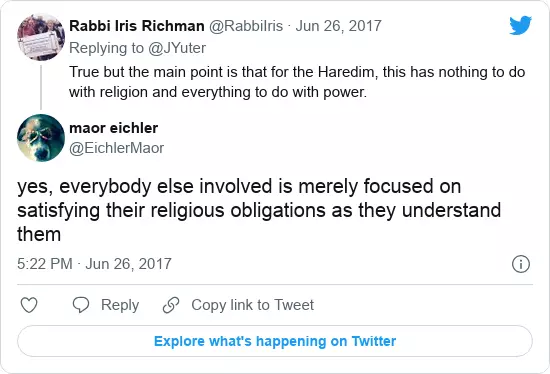 Rabbi Iris Richman @RabbiIris · Jun 26, 2017
Replying to @JYuter
True but the main point is that for the Haredim, this has nothing to do
with religion and everything to do with power.
maor eichler
@EichlerMaor
yes, everybody else involved is merely focused on
satisfying their religious obligations as they understand
them
5:22 PM · Jun 26, 2017
Reply
Copy link to Tweet
Explore what's happening on Twitter